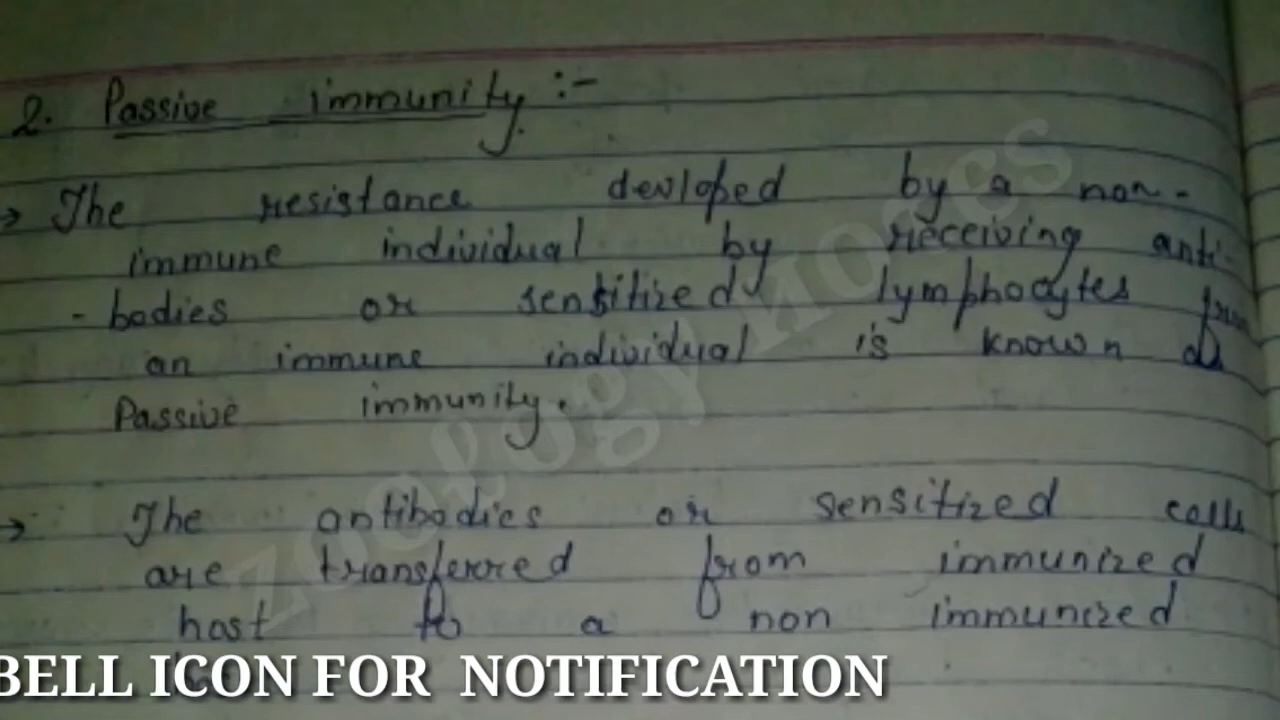 2. Passive immunity :-
→ The resistance devloped by a non-
immune individual by receiving anti-
- bodies or sensitized lymphocytes from
an immune individual is known as
Passive immunity.
→ The antibodies or sensitized cells
are transferred from immunized
host to a non immunized
BELL ICON FOR NOTIFICATION
zoology notes